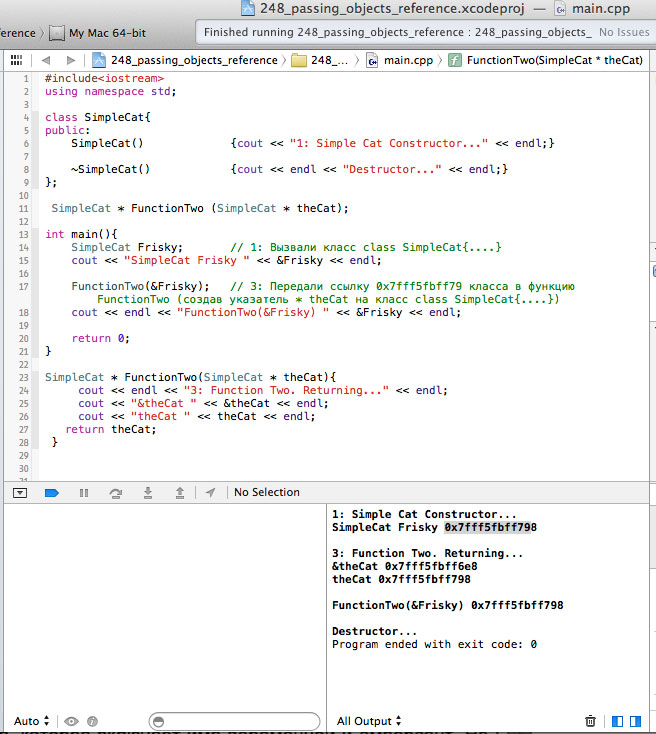 248_passing_objects_reference.xcodeproj — main.cpp
erence My Mac 64-bit
Finished running 248_passing_objects_reference : 248_passing_objects_ No Issues
248_passing_objects_reference 248_... main.cpp FunctionTwo(SimpleCat * theCat)
1 #include<iostream>
2 using namespace std;
3
4 class SimpleCat{
5 public:
6 SimpleCat() {cout << "1: Simple Cat Constructor..." << endl;}
7
8 ~SimpleCat() {cout << endl << "Destructor..." << endl;}
9 };
10
11 SimpleCat * FunctionTwo (SimpleCat * theCat);
12
13 int main(){
14 SimpleCat Frisky; // 1: Вызвали класс class SimpleCat{....}
15 cout << "SimpleCat Frisky " << &Frisky << endl;
16
17 FunctionTwo(&Frisky); // 3: Передали ссылку 0x7fff5fbff79 класса в функцию
FunctionTwo (создав указатель * theCat на класс class SimpleCat{....})
18 cout << endl << "FunctionTwo(&Frisky) " << &Frisky << endl;
19
20 return 0;
21 }
22
23 SimpleCat * FunctionTwo(SimpleCat * theCat){
24 cout << endl << "3: Function Two. Returning..." << endl;
25 cout << "&theCat " << &theCat << endl;
26 cout << "theCat " << theCat << endl;
27 return theCat;
28 }
29
30
No Selection
1: Simple Cat Constructor...
SimpleCat Frisky 0x7fff5fbff798
3: Function Two. Returning...
&theCat 0x7fff5fbff6e8
theCat 0x7fff5fbff798
FunctionTwo(&Frisky) 0x7fff5fbff798
Destructor...
Program ended with exit code: 0
Auto
All Output